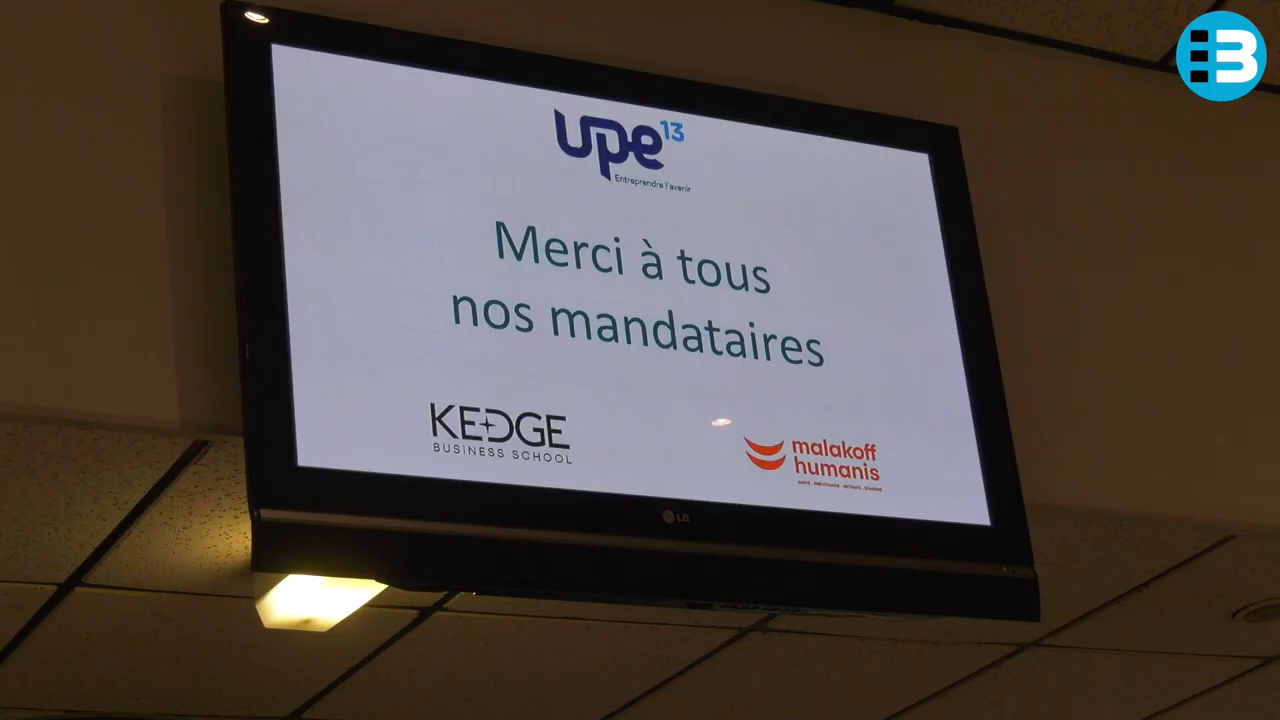 B
upe13
Entreprendre l'avenir
Merci à tous
nos mandataires
KEDGE
BUSINESS SCHOOL
malakoff
humanis
LG